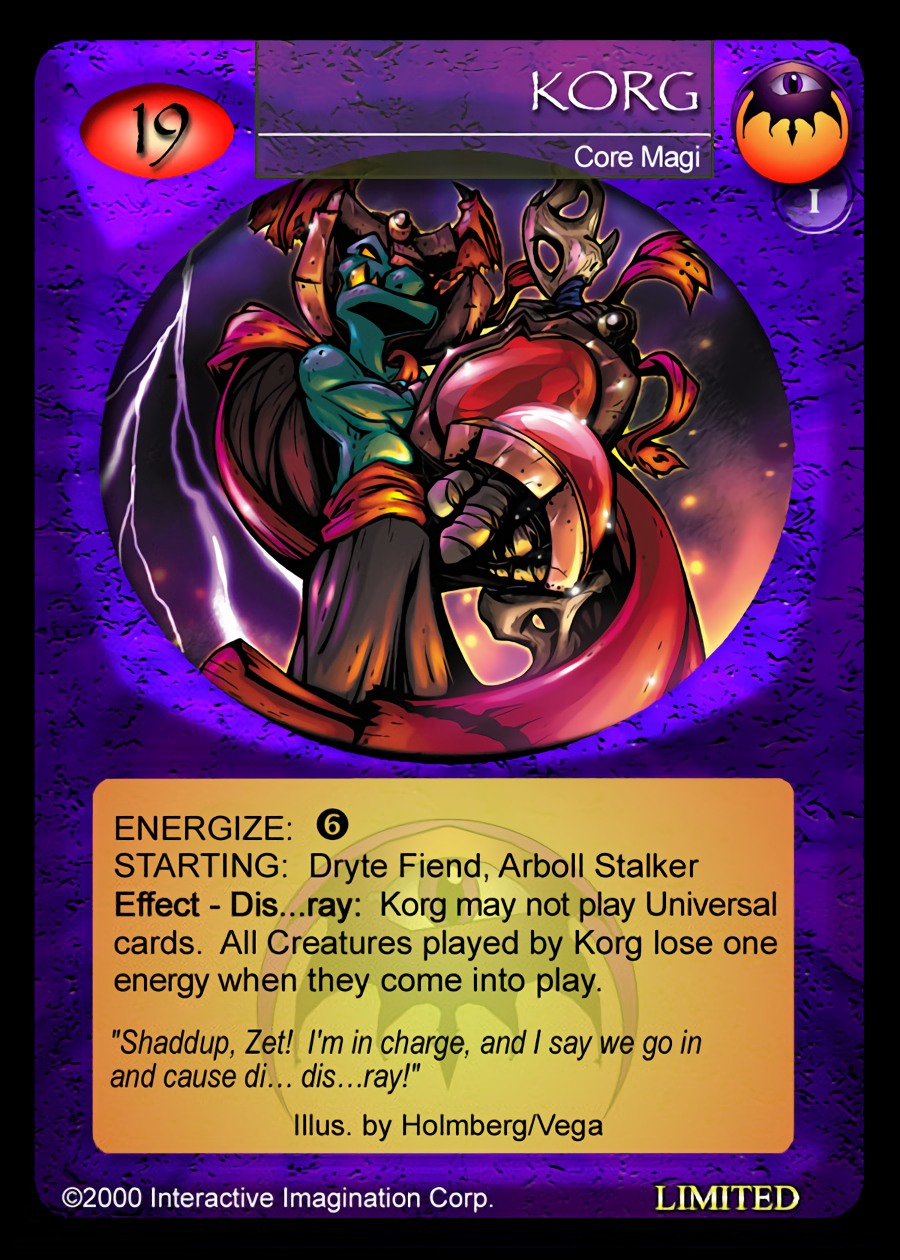 19
KORG
Core Magi
I
ENERGIZE: 6
STARTING: Dryte Fiend, Arboll Stalker
Effect - Dis...ray: Korg may not play Universal
cards. All Creatures played by Korg lose one
energy when they come into play.
"Shaddup, Zet! I'm in charge, and I say we go in
and cause di... dis...ray!"
Illus. by Holmberg/Vega
©2000 Interactive Imagination Corp.
LIMITED